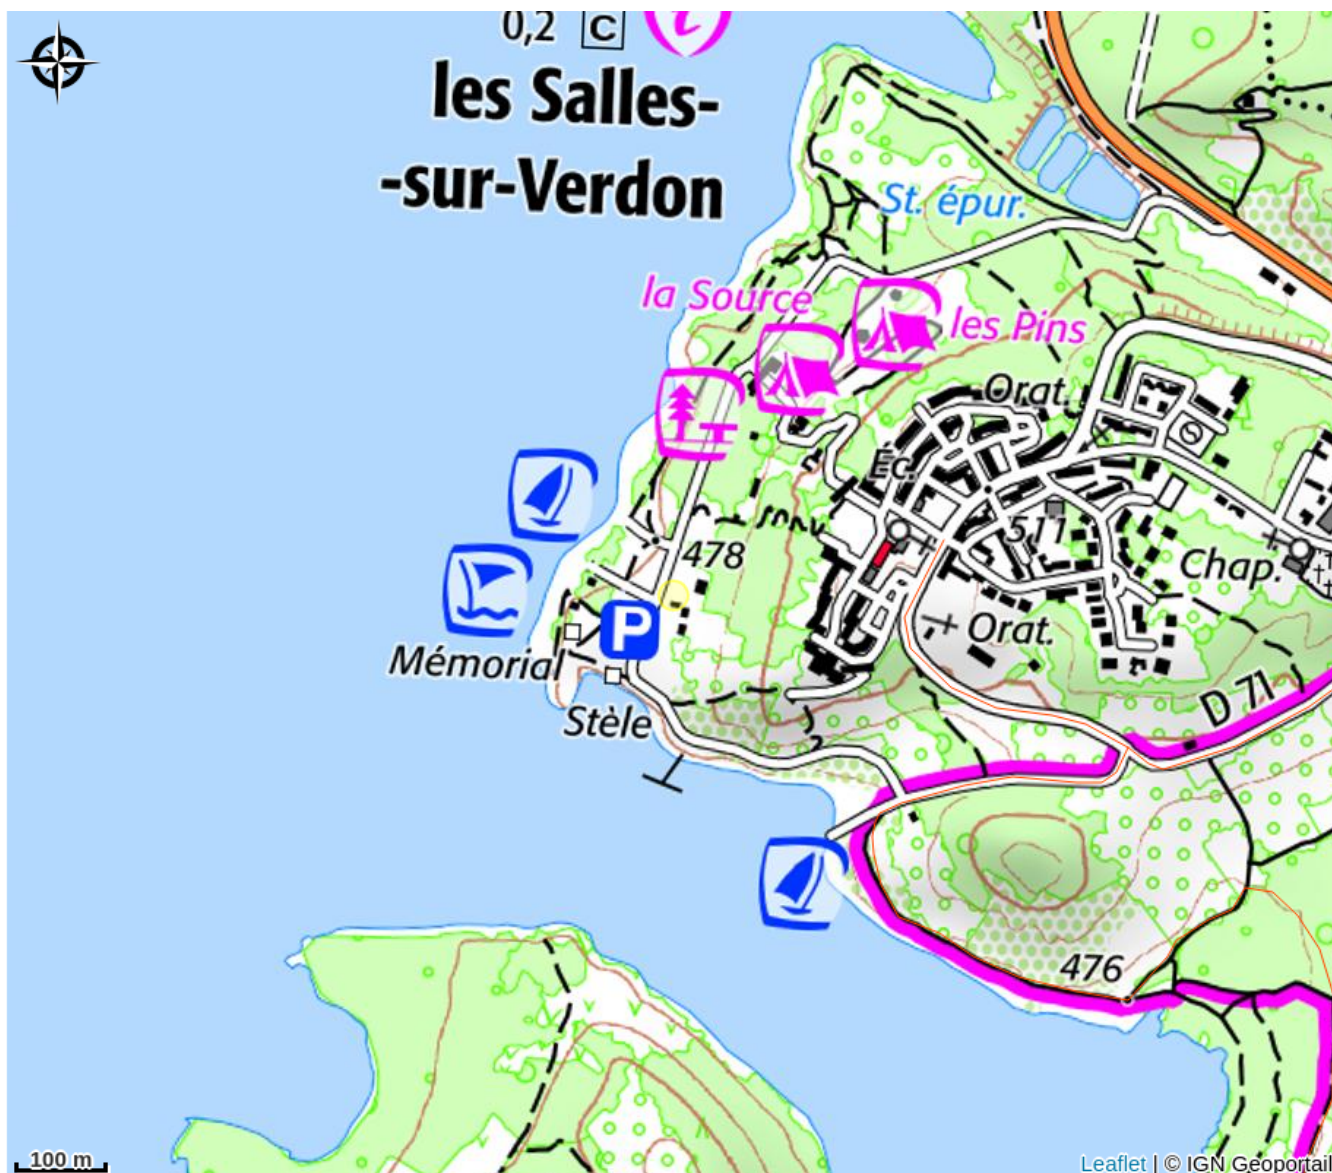 0,2 C i
les Salles-
-sur-Verdon
St. épur.
la Source
les Pins
Orat.
Éc.
511
478
Chap.
P
Orat.
Mémorial
D 71
Stèle
476
100 m
Leaflet | © IGN Geoportail